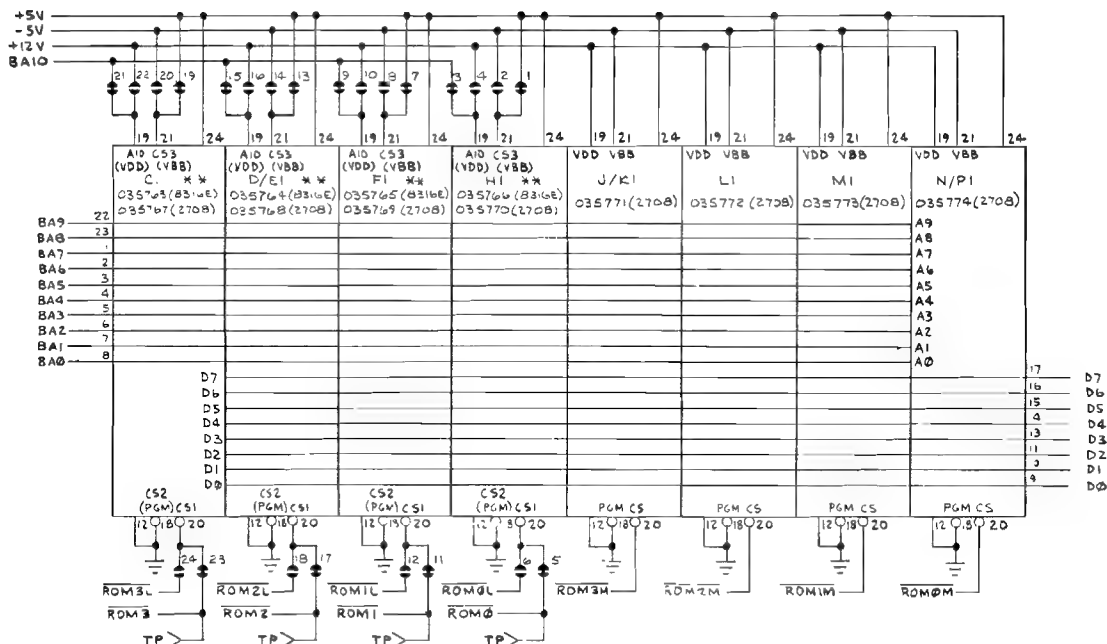 +5V
-5V
+12V
BA10
21 22 20 19 15 16 14 13 9 10 8 7 3 4 2 1
19 21 24 19 21 24 19 21 24 19 21 24 19 21 24 19 21 24 19 21 24 19 21 24
A10 CS3 A10 CS3 A10 CS3 A10 CS3 VDD VBB VDD VBB VDD VBB VDD VBB
(VDD) (VBB) (VDD) (VBB) (VDD) (VBB) (VDD) (VBB)
** D/E1 ** F1 ** H1 ** J/K1 L1 M1 N/P1
035763(8316E) 035764(8316E) 035765(8316E) 035766(8316E) 035771(2708) 035772(2708) 035773(2708) 035774(2708)
035767(2708) 035768(2708) 035769(2708) 035770(2708)
BA9 22 A9
BA8 23 A8
BA7 1 A7
BA6 2 A6
BA5 3 A5
BA4 4 A4
BA3 5 A3
BA2 6 A2
BA1 7 A1
BA0 8 A0
D7 17 D7
D6 16 D6
D5 15 D5
D4 4 D4
D3 13 D3
D2 11 D2
D1 D1
D0 9 D0
CS2 CS2 CS2 CS2
(PGM) CS1 (PGM) CS1 (PGM) CS1 (PGM) CS1 PGM CS PGM CS PGM CS PGM CS
12 18 20 12 18 20 12 18 20 12 20 12 18 20 12 18 20 12 18 20 12 18 20
24 23 18 17 12 11 6 5
ROM3L ROM2L ROM1L ROM0L ROM3M ROM2M ROM1M ROM0M
ROM3 ROM2 ROM1 ROM0
TP TP TP TP